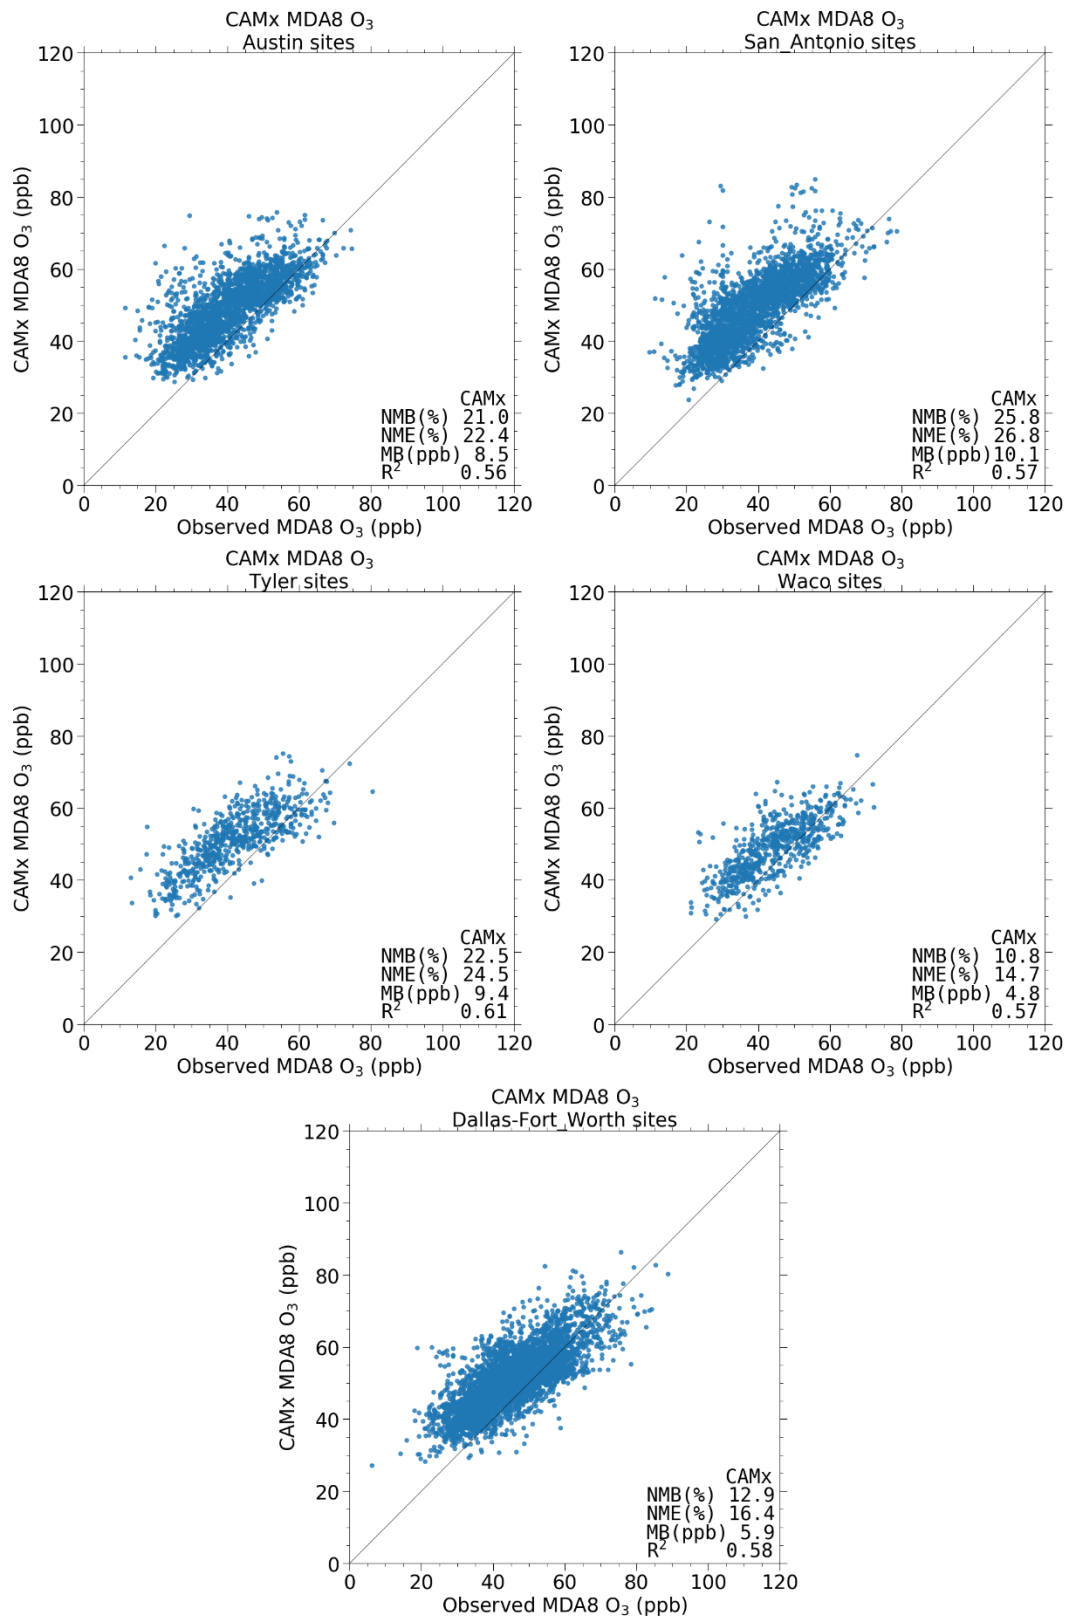 CAMx MDA8 O3
Austin sites
120
100
80
60
40
20
0
CAMx MDA8 O3 (ppb)
CAMx
NMB(%) 21.0
NME(%) 22.4
MB(ppb) 8.5
R2 0.56
0 20 40 60 80 100 120
Observed MDA8 O3 (ppb)
CAMx MDA8 O3
San_Antonio sites
120
100
80
60
40
20
0
CAMx MDA8 O3 (ppb)
CAMx
NMB(%) 25.8
NME(%) 26.8
MB(ppb)10.1
R2 0.57
0 20 40 60 80 100 120
Observed MDA8 O3 (ppb)
CAMx MDA8 O3
Tyler sites
120
100
80
60
40
20
0
CAMx MDA8 O3 (ppb)
CAMx
NMB(%) 22.5
NME(%) 24.5
MB(ppb) 9.4
R2 0.61
0 20 40 60 80 100 120
Observed MDA8 O3 (ppb)
CAMx MDA8 O3
Waco sites
120
100
80
60
40
20
0
CAMx MDA8 O3 (ppb)
CAMx
NMB(%) 10.8
NME(%) 14.7
MB(ppb) 4.8
R2 0.57
0 20 40 60 80 100 120
Observed MDA8 O3 (ppb)
CAMx MDA8 O3
Dallas-Fort_Worth sites
120
100
80
60
40
20
0
CAMx MDA8 O3 (ppb)
CAMx
NMB(%) 12.9
NME(%) 16.4
MB(ppb) 5.9
R2 0.58
0 20 40 60 80 100 120
Observed MDA8 O3 (ppb)